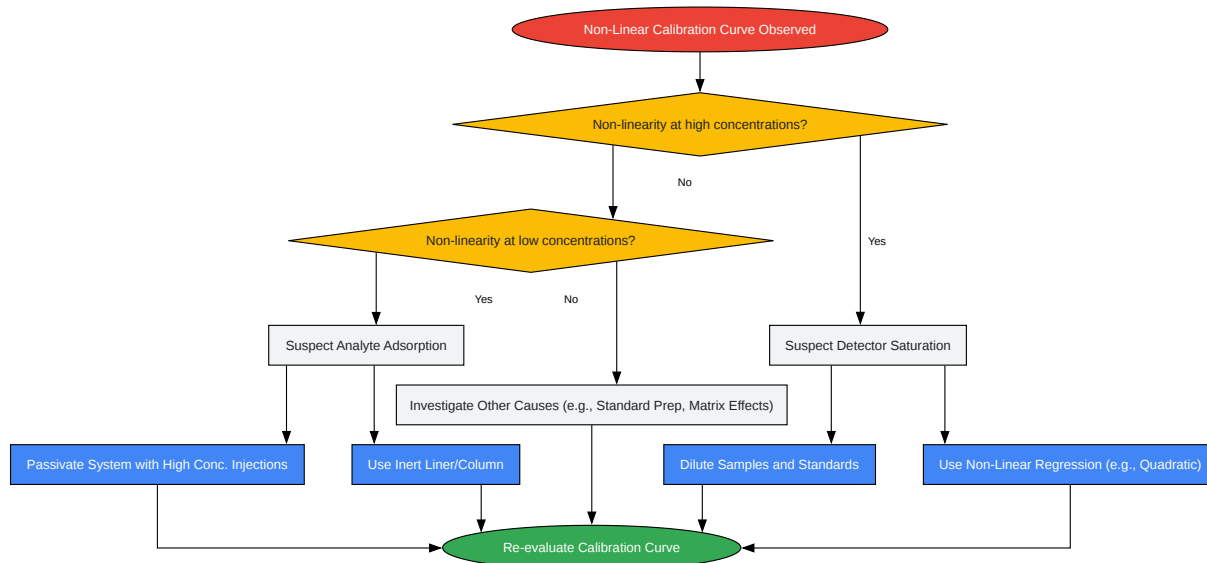 Non-Linear Calibration Curve Observed
Non-linearity at high concentrations?
No
Non-linearity at low concentrations?
Yes
Yes
No
Suspect Analyte Adsorption
Suspect Detector Saturation
Investigate Other Causes (e.g., Standard Prep, Matrix Effects)
Passivate System with High Conc. Injections
Use Inert Liner/Column
Dilute Samples and Standards
Use Non-Linear Regression (e.g., Quadratic)
Re-evaluate Calibration Curve